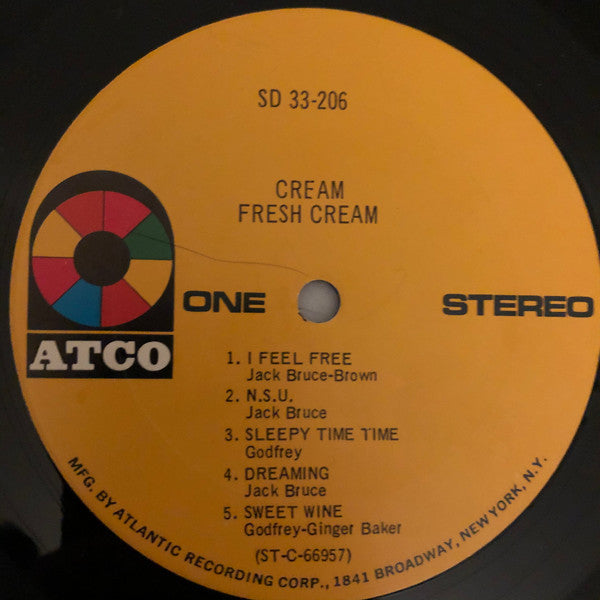 SD 33-206
CREAM
FRESH CREAM
ONE
STEREO
ATCO
1. I FEEL FREE
Jack Bruce-Brown
2. N.S.U.
Jack Bruce
3. SLEEPY TIME TIME
Godfrey
4. DREAMING
Jack Bruce
5. SWEET WINE
Godfrey-Ginger Baker
(ST-C-66957)
MFG. BY ATLANTIC RECORDING CORP., 1841 BROADWAY, NEW YORK, N.Y.